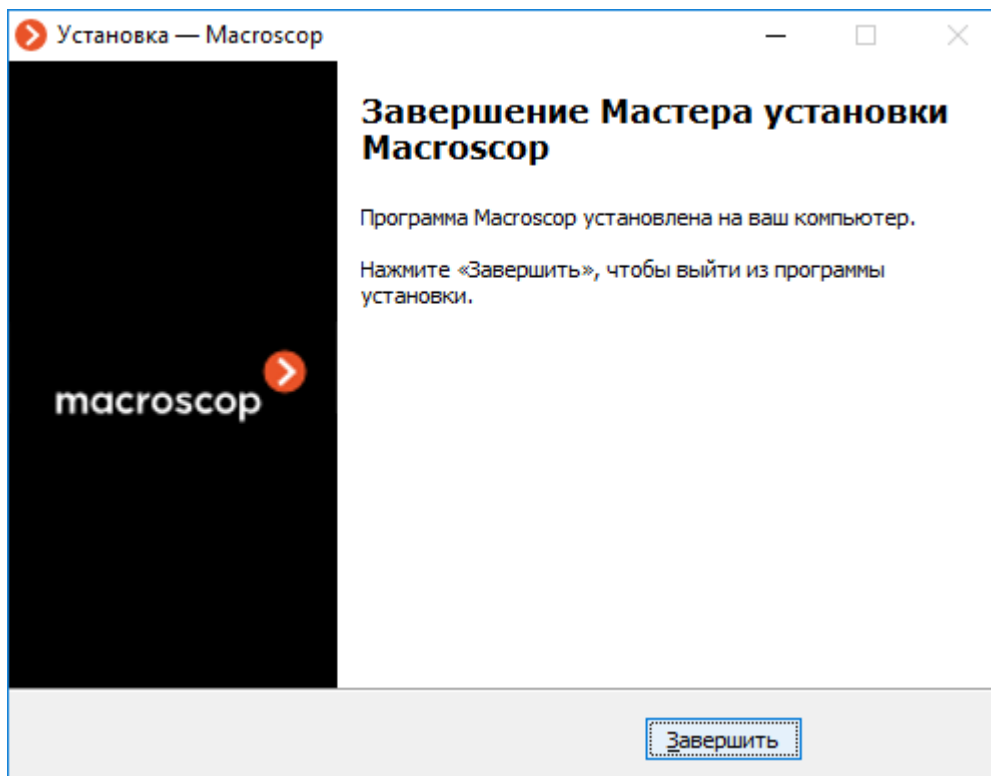 Установка — Macroscop
Завершение Мастера установки
Macroscop
Программа Macroscop установлена на ваш компьютер.
Нажмите «Завершить», чтобы выйти из программы
установки.
macroscop
Завершить